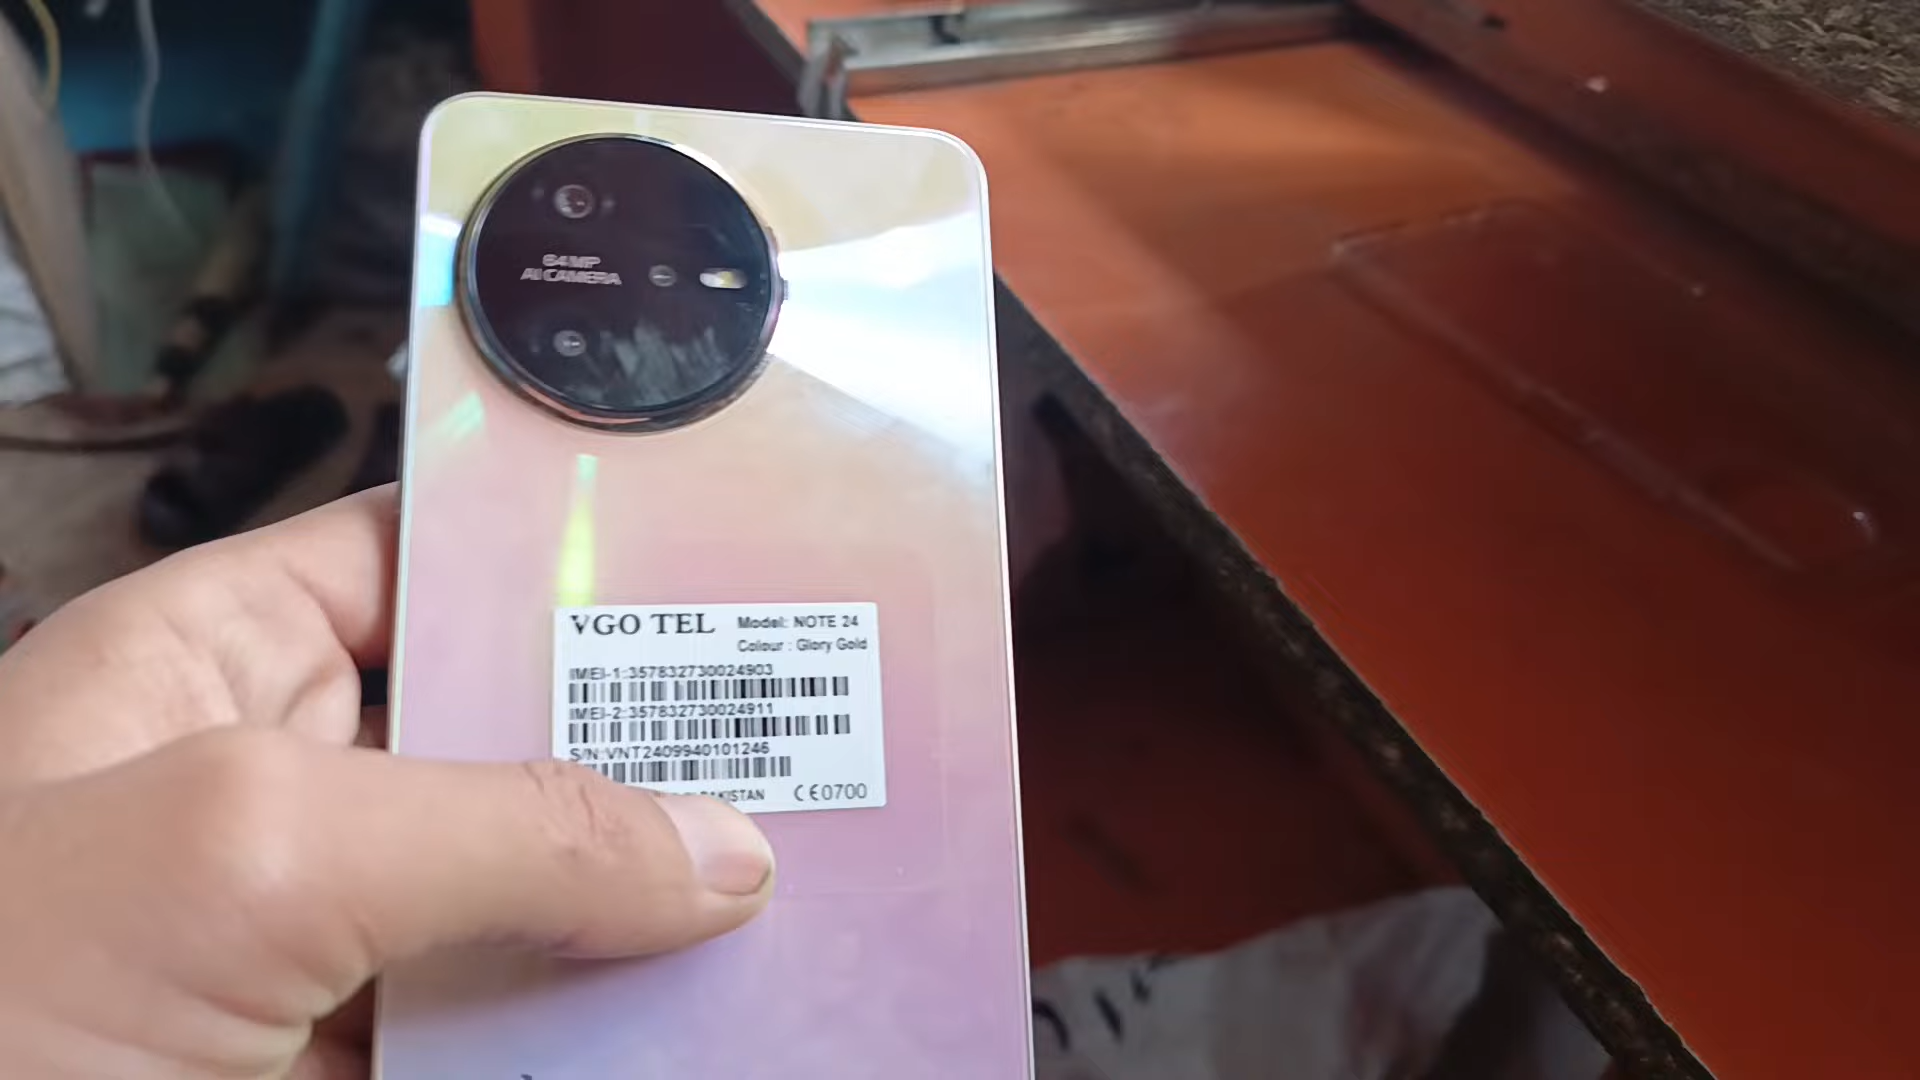 64MP
AI CAMERA
VGO TEL
Model: NOTE 24
Colour : Glory Gold
IMEI-1:357832730024903
IMEI-2:357832730024911
S/N:VNT2409940101246
PAKISTAN
CE0700